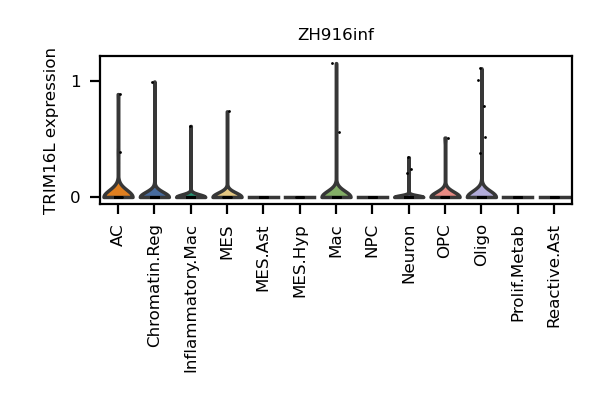 ZH916inf
TRIM16L expression
1
0
AC
Chromatin.Reg
Inflammatory.Mac
MES
MES.Ast
MES.Hyp
Mac
NPC
Neuron
OPC
Oligo
Prolif.Metab
Reactive.Ast